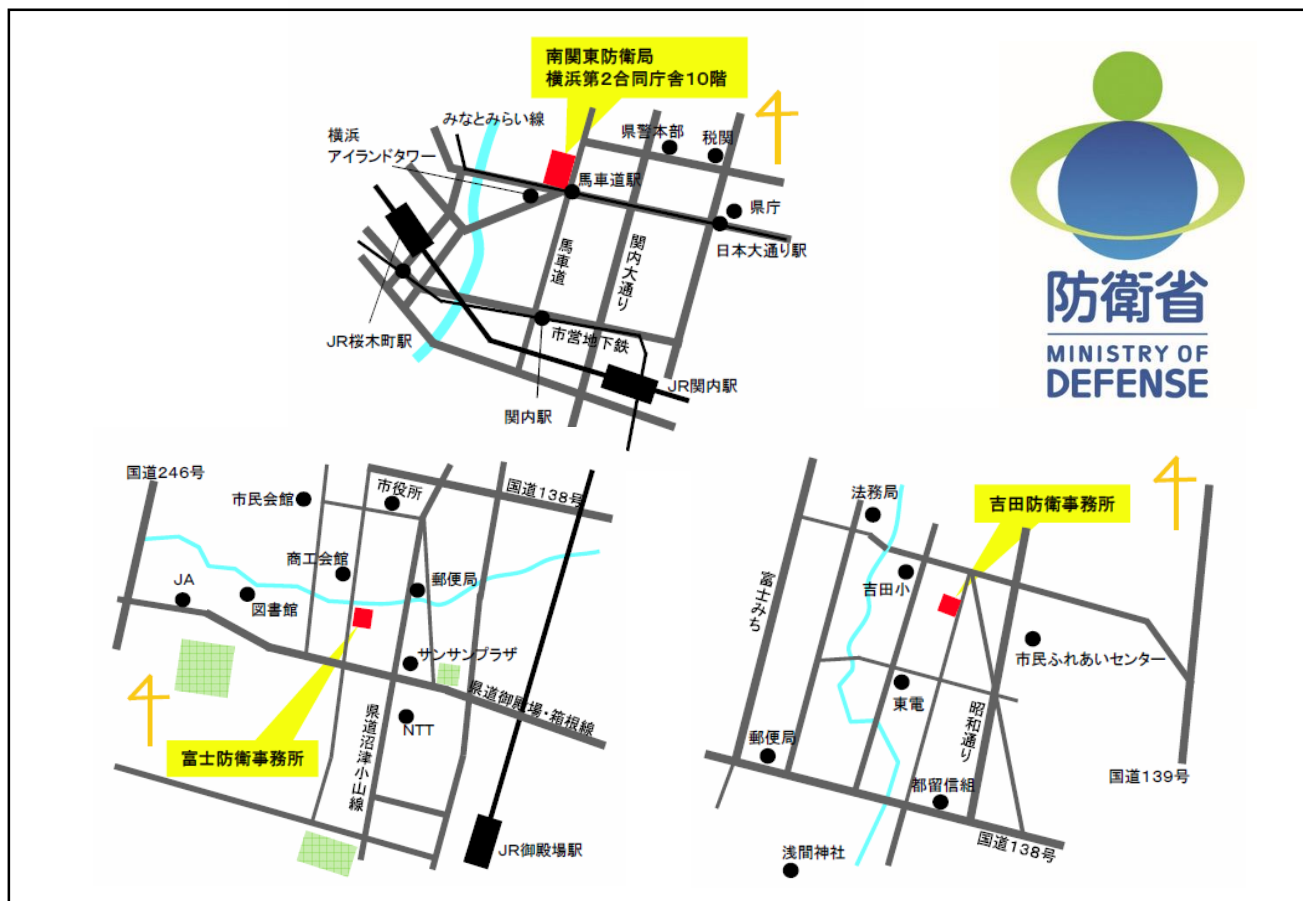 南関東防衛局
横浜第2合同庁舎10階
みなとみらい線
横浜
アイランドタワー
県警本部
税関
馬車道駅
県庁
日本大通り駅
馬車道
関内大通り
市営地下鉄
JR桜木町駅
JR関内駅
関内駅
防衛省
MINISTRY OF
DEFENSE
国道246号
市民会館
市役所
国道138号
商工会館
郵便局
JA
図書館
サンサンプラザ
県道御殿場・箱根線
NTT
県道沼津小山線
富士防衛事務所
JR御殿場駅
法務局
吉田防衛事務所
富士みち
吉田小
市民ふれあいセンター
東電
昭和通り
郵便局
国道139号
都留信組
国道138号
浅間神社